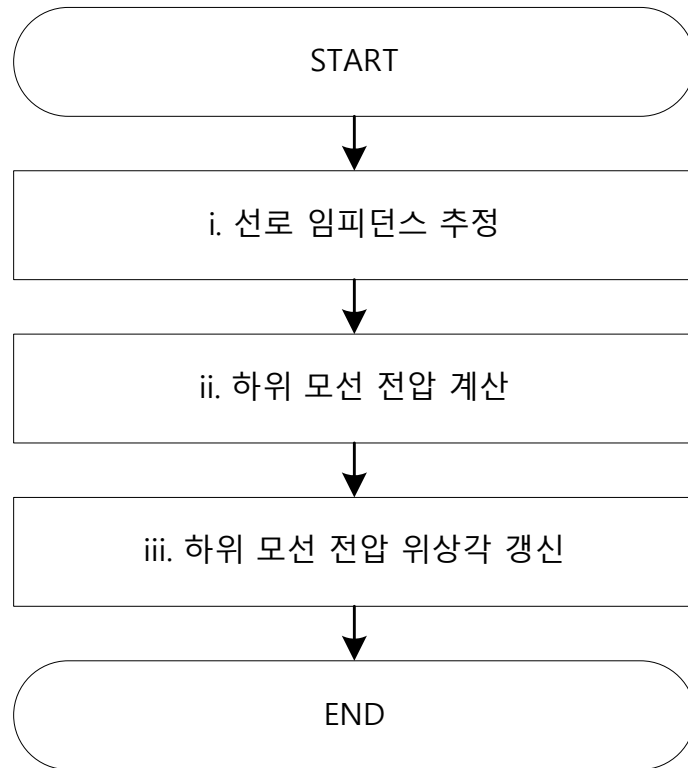 START
i. 선로 임피던스 추정
ii. 하위 모선 전압 계산
iii. 하위 모선 전압 위상각 갱신
END